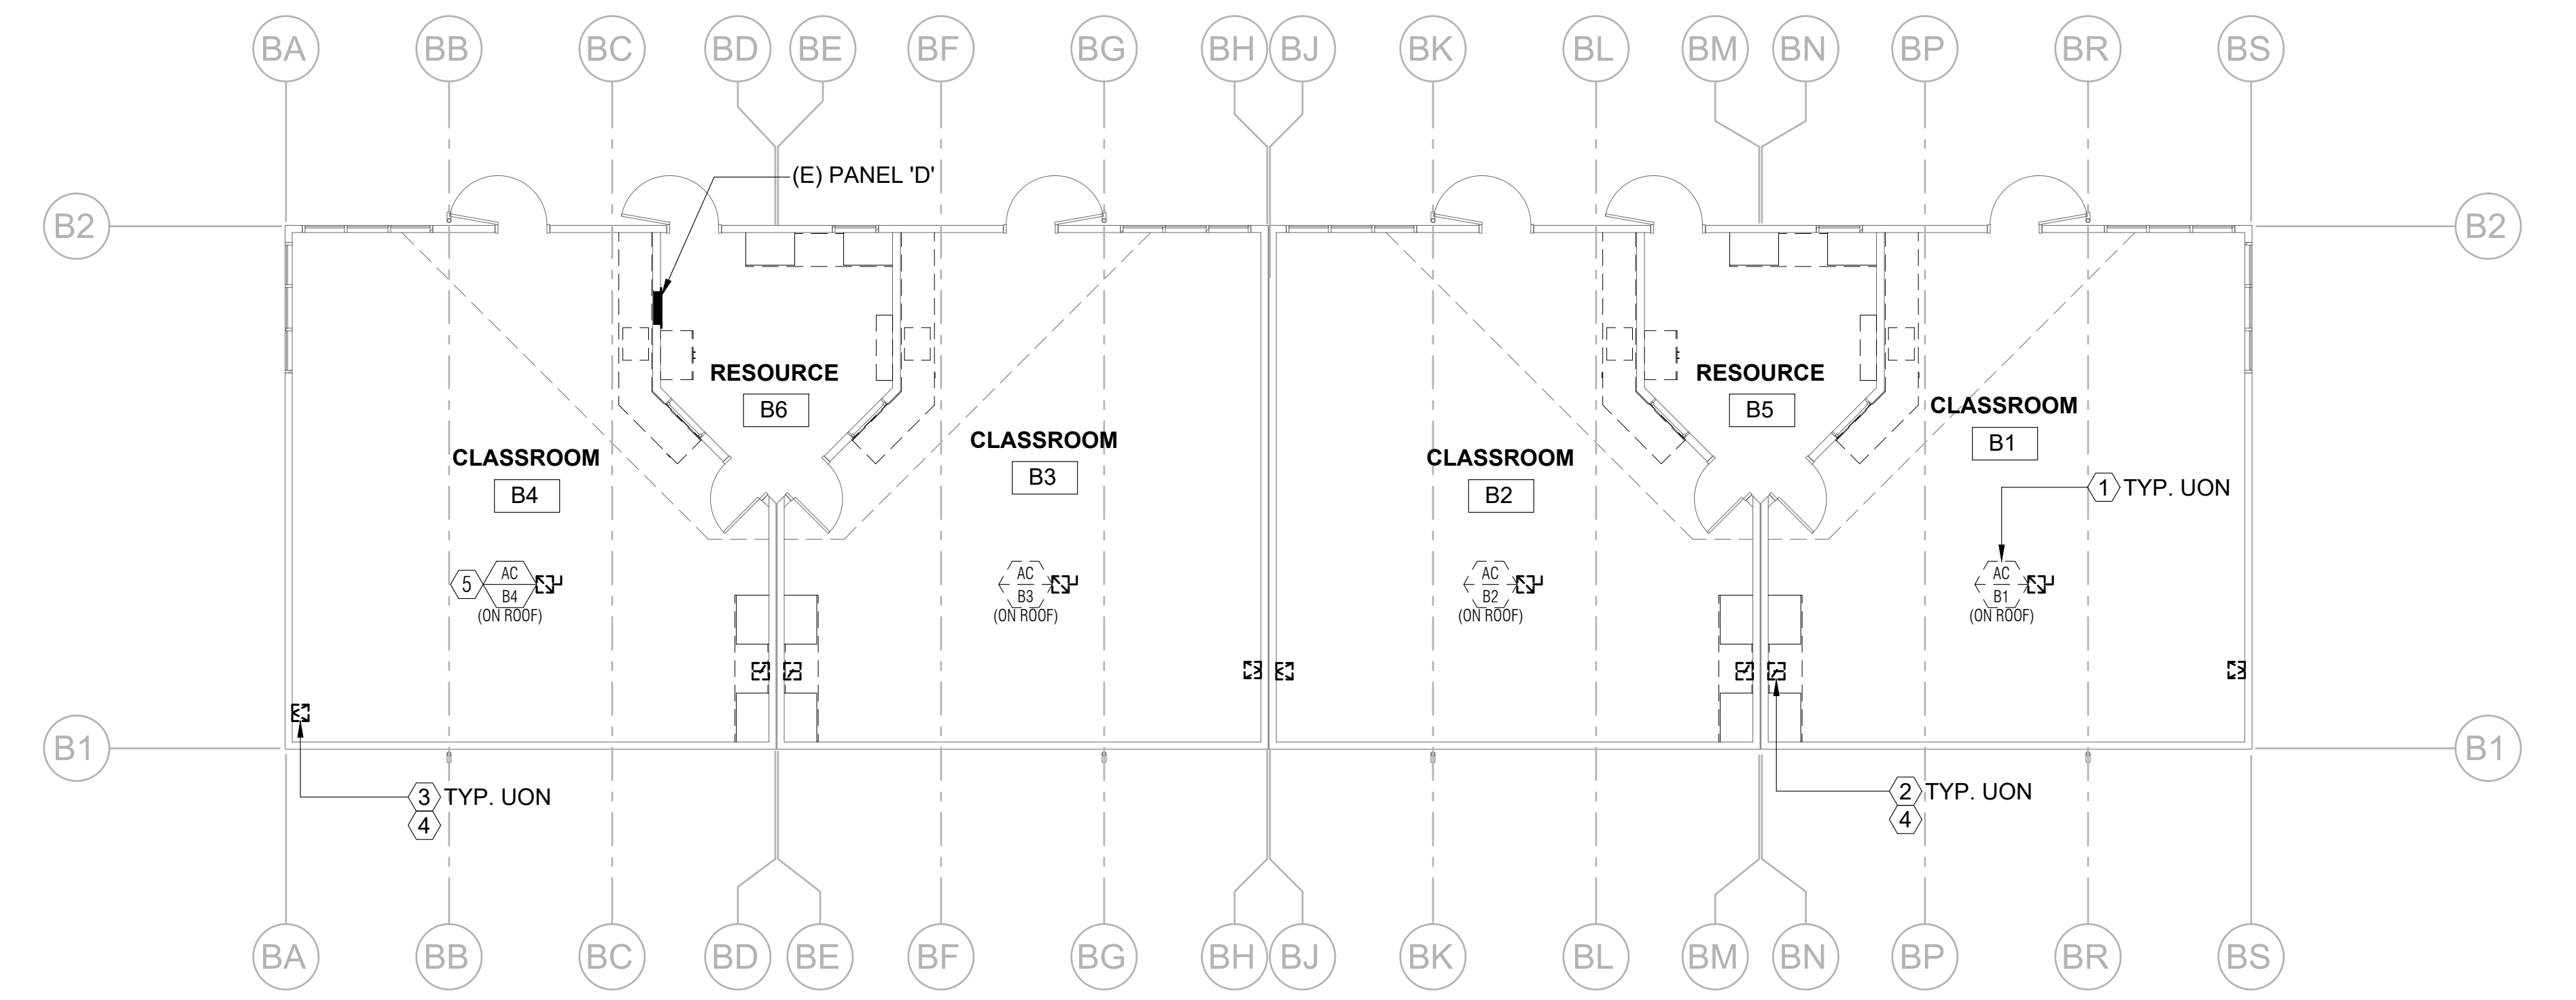 BA BB BC BD BE BF BG BH BJ BK BL BM BN BP BR BS
(E) PANEL 'D'
B2 B2
RESOURCE
B6
RESOURCE
B5
CLASSROOM
B1
CLASSROOM
B3
CLASSROOM
B4
CLASSROOM
B2
1 TYP. UON
5
AC
B4
(ON ROOF)
AC
B3
(ON ROOF)
AC
B2
(ON ROOF)
AC
B1
(ON ROOF)
B1 B1
3 TYP. UON
4
2 TYP. UON
4
BA BB BC BD BE BF BG BH BJ BK BL BM BN BP BR BS